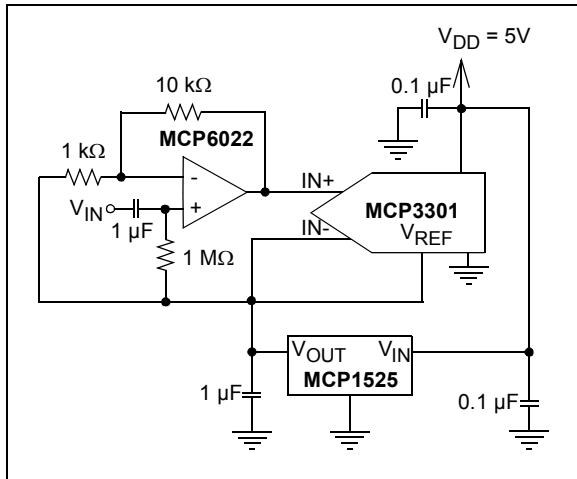 V_DD = 5V
10 kΩ
0.1 µF
MCP6022
1 kΩ
-
IN+
V_IN
+
MCP3301
1 µF
IN-
V_REF
1 MΩ
V_OUT V_IN
MCP1525
1 µF
0.1 µF